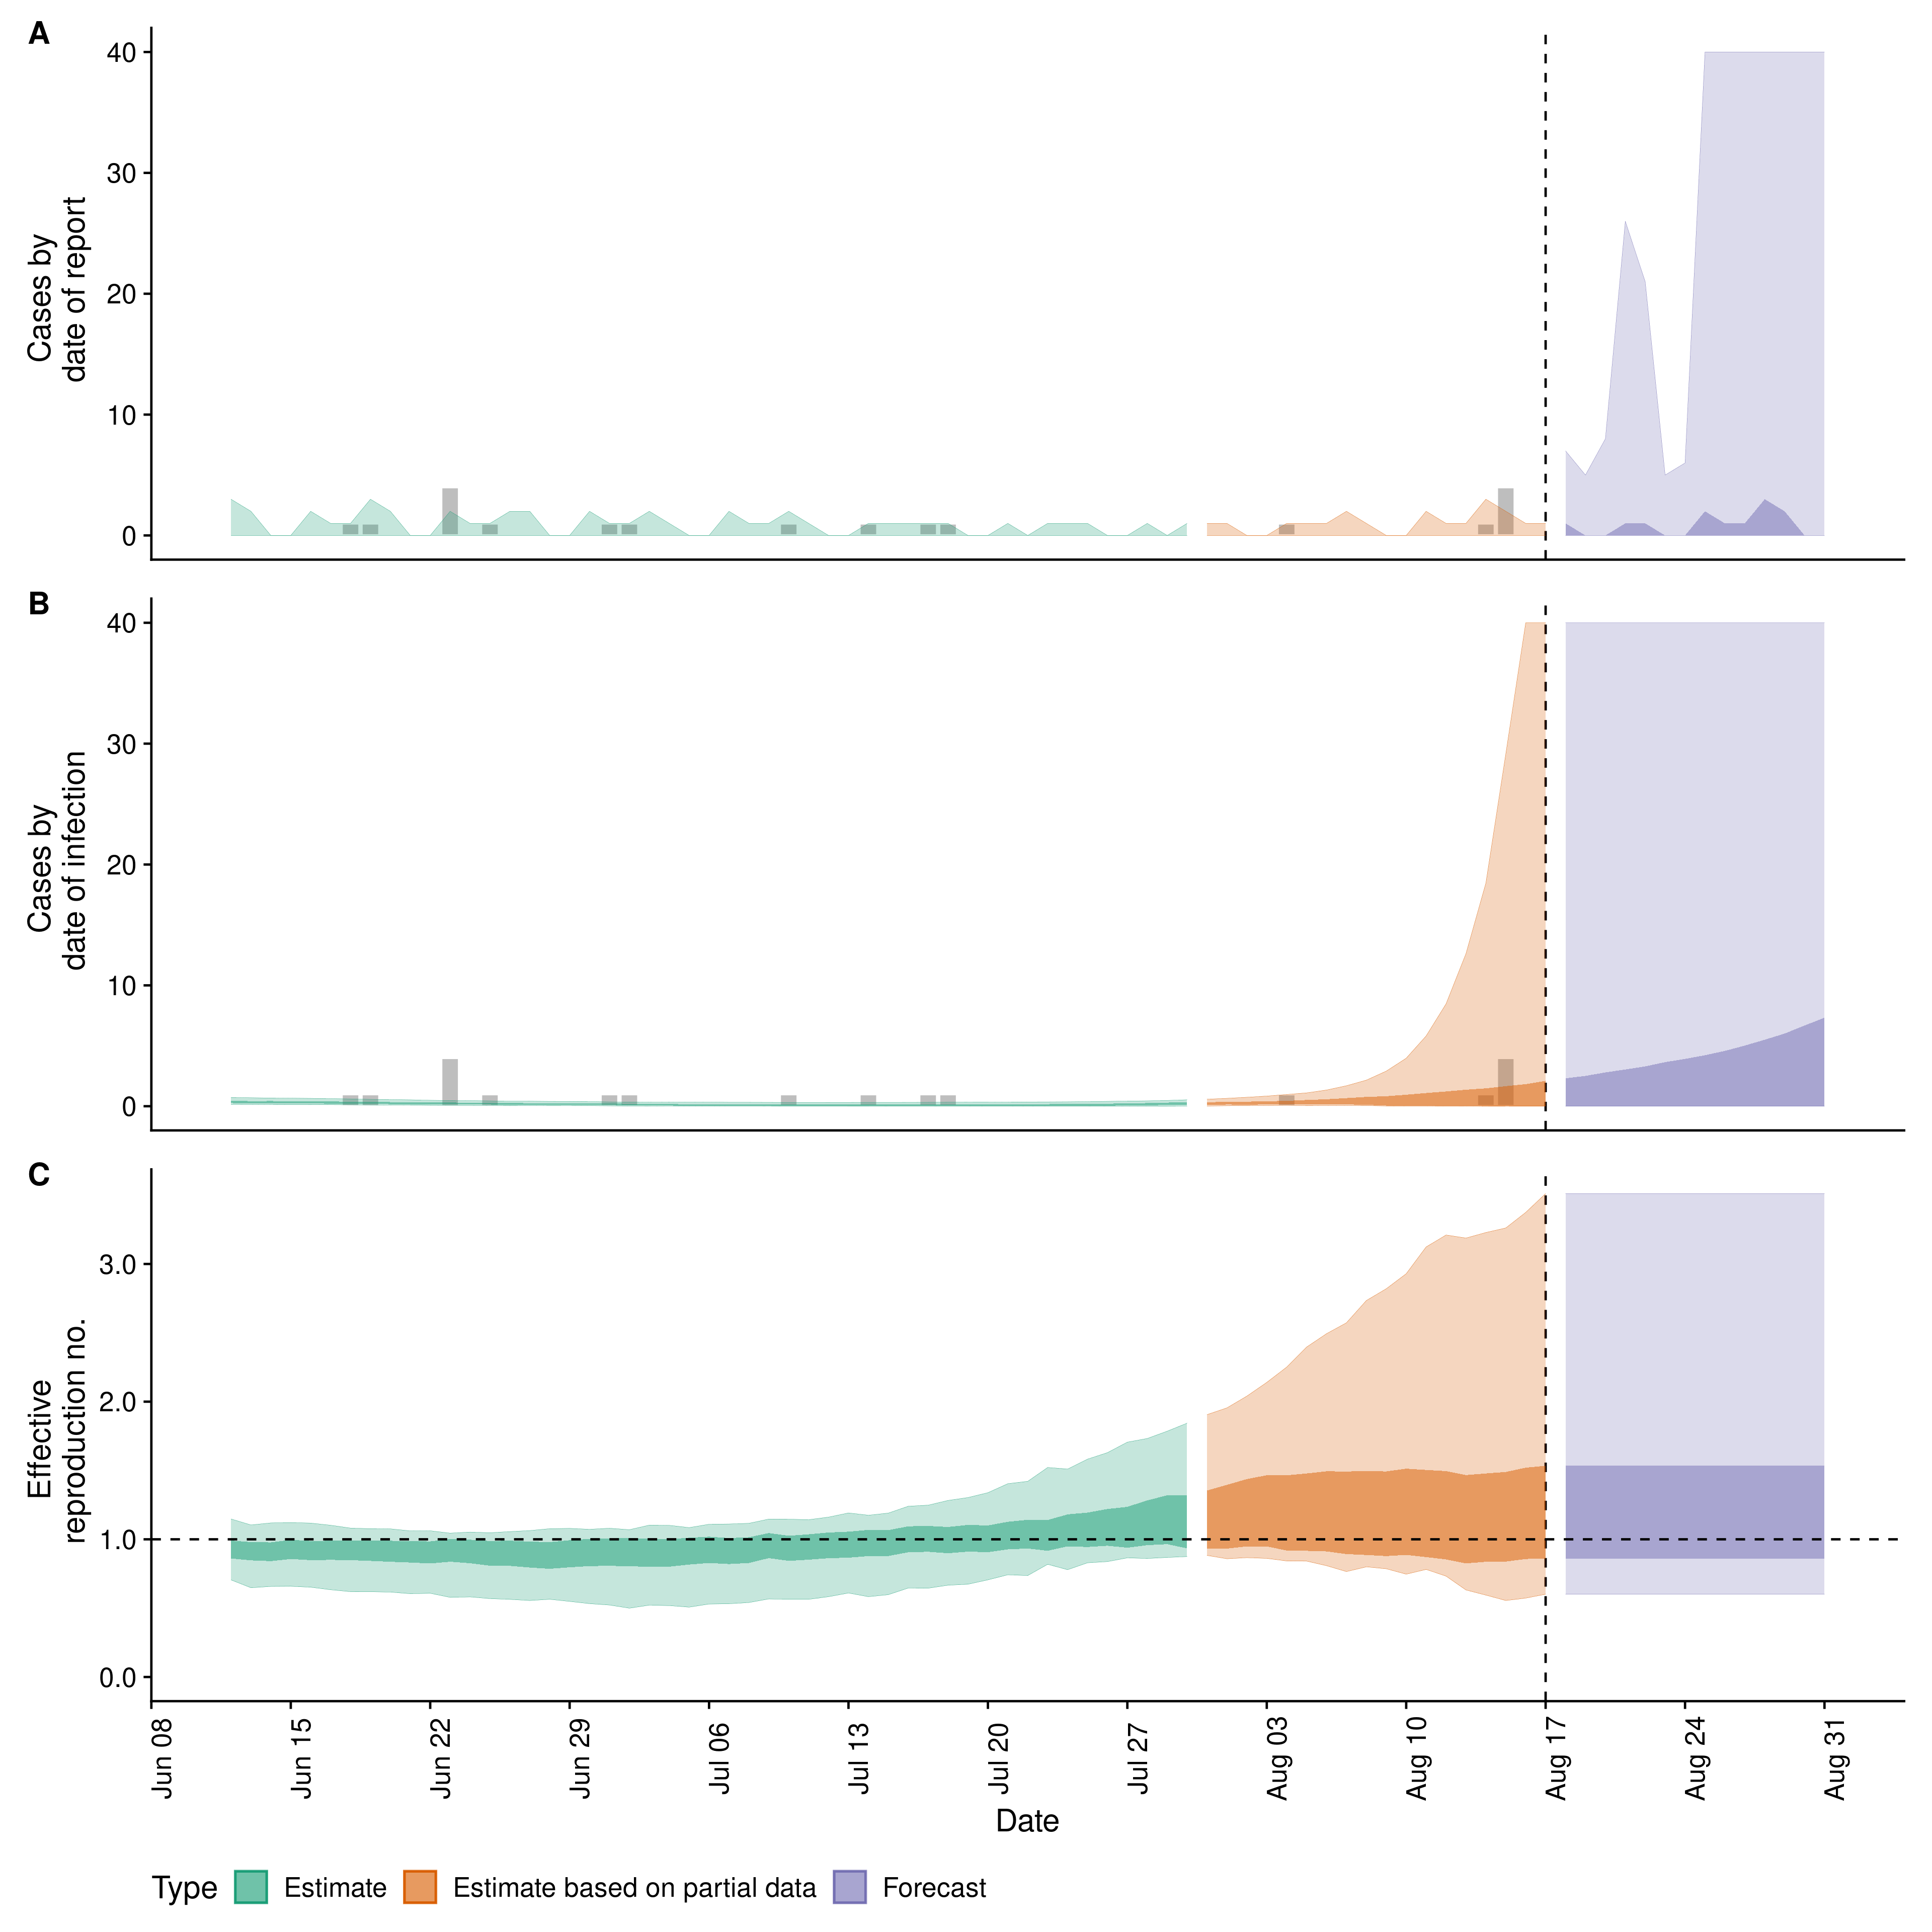 A
40
30
20
10
0
Cases by
date of report
B
40
30
20
10
0
Cases by
date of infection
C
3.0
2.0
1.0
0.0
Effective
reproduction no.
Jun 08
Jun 15
Jun 22
Jun 29
Jul 06
Jul 13
Jul 20
Jul 27
Aug 03
Aug 10
Aug 17
Aug 24
Aug 31
Date
Type Estimate Estimate based on partial data Forecast